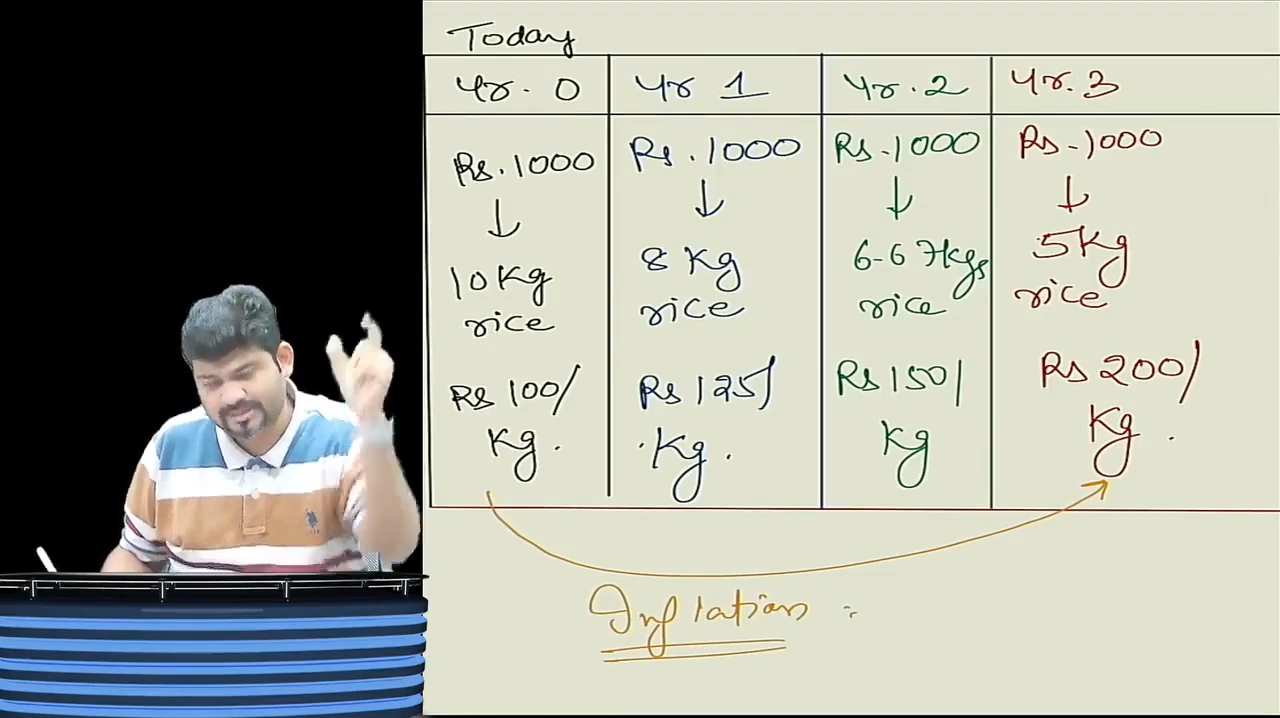 Today
Yr. 0
Yr 1
Yr. 2
Yr. 3
Rs. 1000
↓
10 Kg
rice
Rs 100/
Kg.
Rs. 1000
↓
8 Kg
rice
Rs 125/
Kg.
Rs. 1000
↓
6-67kgs
rice
Rs 150/
Kg
Rs. 1000
↓
5 Kg
rice
Rs 200/
Kg.
Inflation :